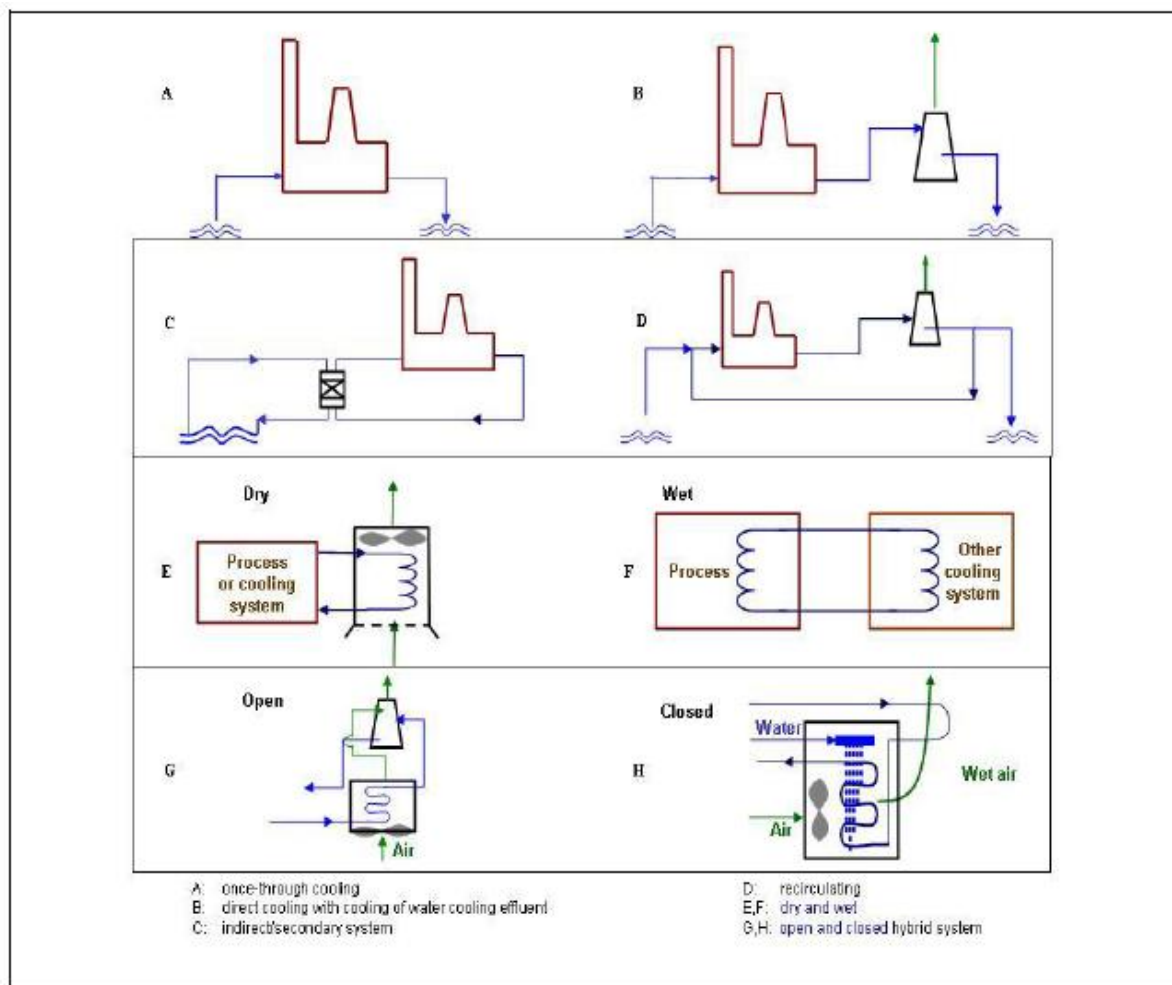 A
B
C
D
Dry
Wet
E
Process
or cooling
system
F
Process
Other
cooling
system
Open
Closed
Water
G
H
Wet air
Air
Air
A: once-through cooling
B: direct cooling with cooling of water cooling effluent
C: indirect/secondary system
D: recirculating
E,F: dry and wet
G,H: open and closed hybrid system